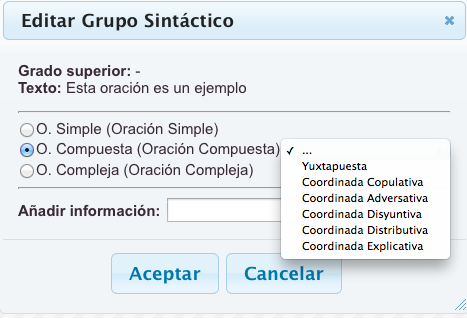 Editar Grupo Sintáctico
Grado superior: -
Texto: Esta oración es un ejemplo
O. Simple (Oración Simple)
O. Compuesta (Oración Compuesta)
O. Compleja (Oración Compleja)
...
Yuxtapuesta
Coordinada Copulativa
Coordinada Adversativa
Coordinada Disyuntiva
Coordinada Distributiva
Coordinada Explicativa
Añadir información:
Aceptar
Cancelar